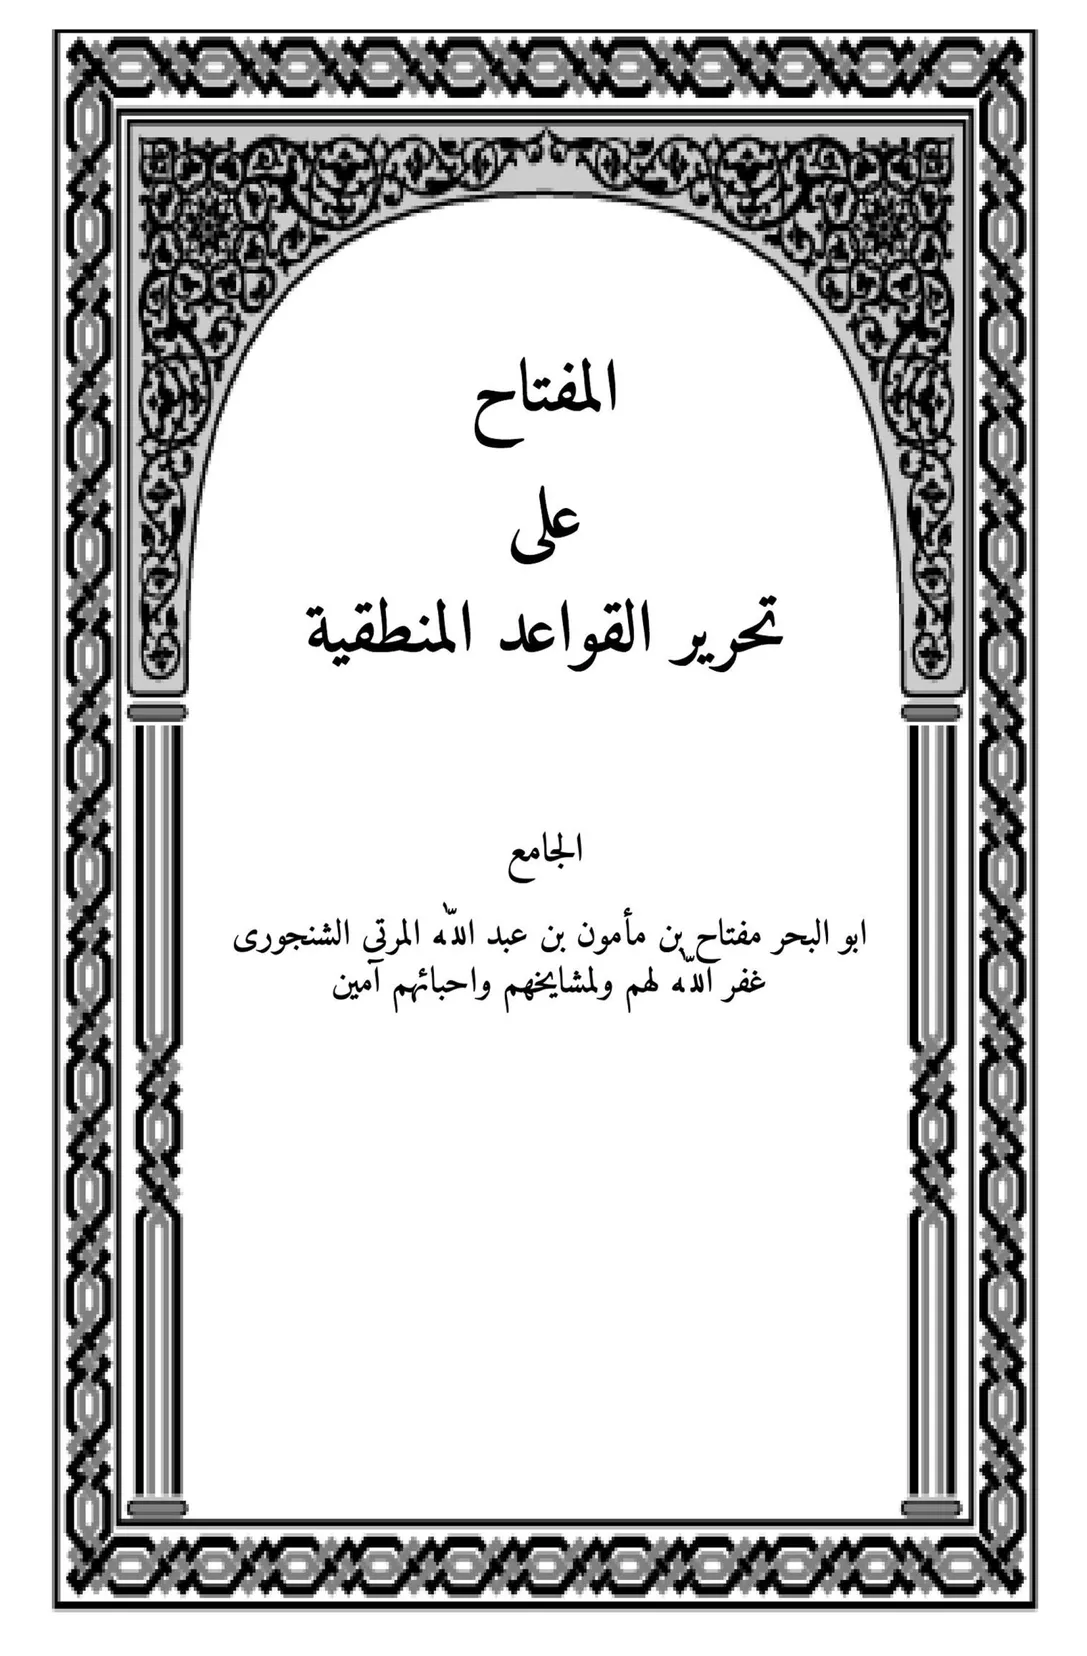 المفتاح
على
تحرير القواعد المنطقية
الجامع
ابو البحر مفتاح بن مأمون بن عبد الله المرتي الشنجورى
غفر الله لهم ولمشايخهم واحبائهم آمين